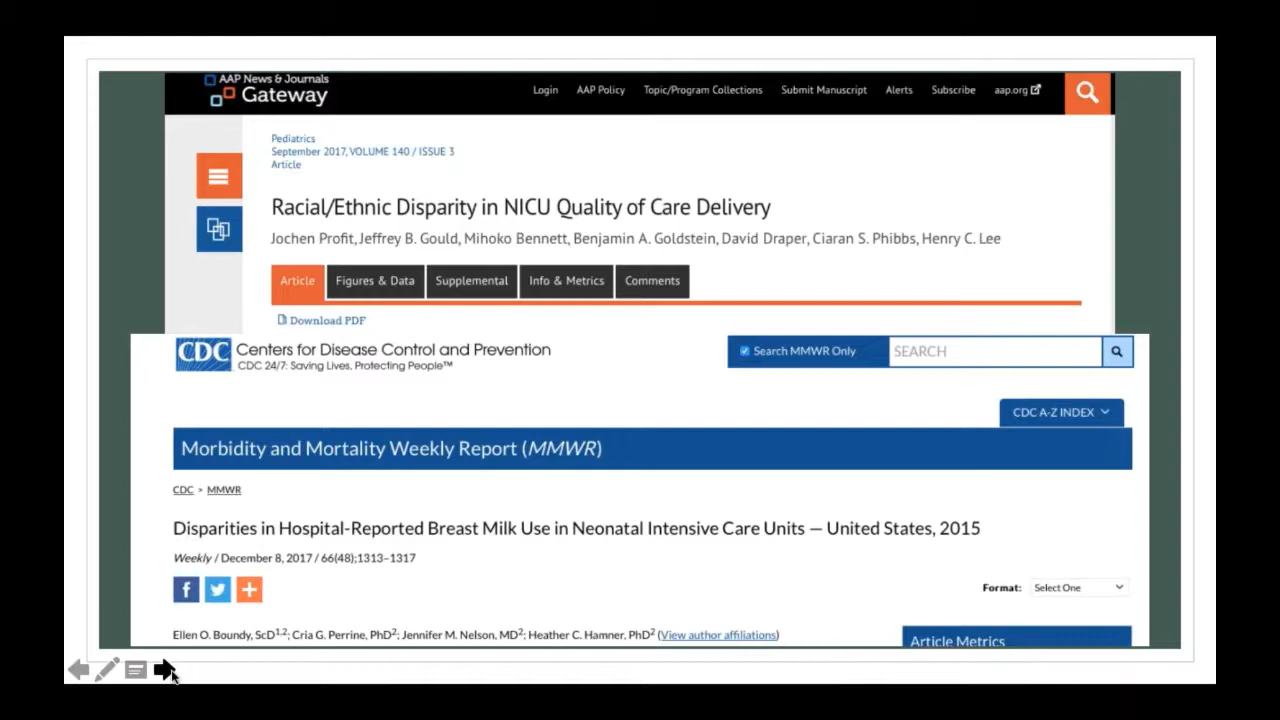 AAP News & Journals
Gateway
Login AAP Policy Topic/Program Collections Submit Manuscript Alerts Subscribe aap.org
Pediatrics
September 2017, VOLUME 140 / ISSUE 3
Article
Racial/Ethnic Disparity in NICU Quality of Care Delivery
Jochen Profit, Jeffrey B. Gould, Mihoko Bennett, Benjamin A. Goldstein, David Draper, Ciaran S. Phibbs, Henry C. Lee
Article Figures & Data Supplemental Info & Metrics Comments
Download PDF
CDC Centers for Disease Control and Prevention
CDC 24/7: Saving Lives, Protecting People™
Search MMWR Only SEARCH
CDC A-Z INDEX
Morbidity and Mortality Weekly Report (MMWR)
CDC > MMWR
Disparities in Hospital-Reported Breast Milk Use in Neonatal Intensive Care Units — United States, 2015
Weekly / December 8, 2017 / 66(48);1313–1317
Format: Select One
Ellen O. Boundy, ScD1,2; Cria G. Perrine, PhD2; Jennifer M. Nelson, MD2; Heather C. Hamner, PhD2 (View author affiliations)
Article Metrics